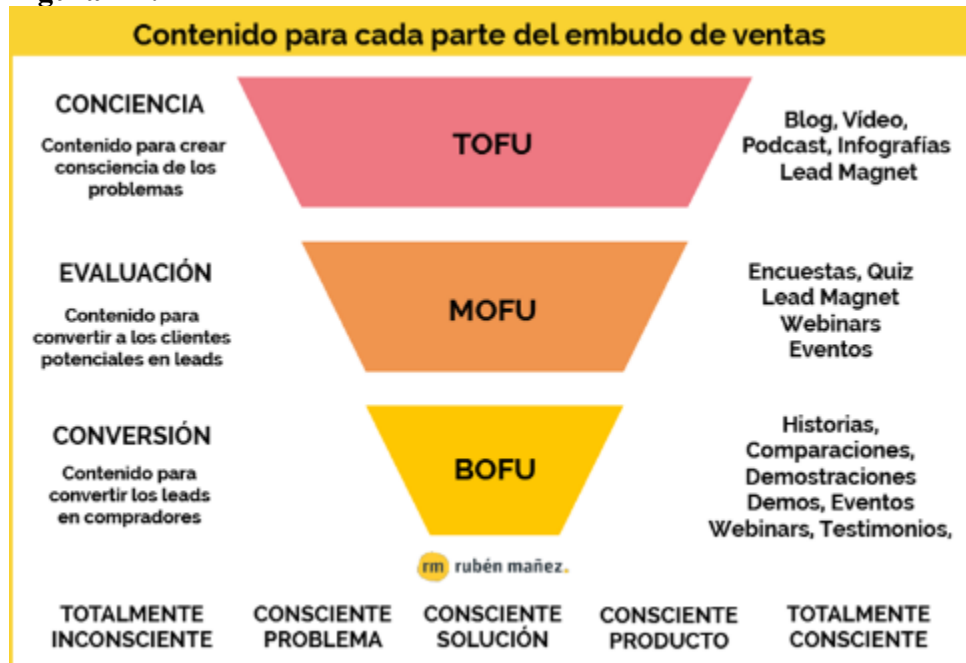 Contenido para cada parte del embudo de ventas
CONCIENCIA
Contenido para crear
consciencia de los
problemas
TOFU
Blog, Vídeo,
Podcast, Infografías
Lead Magnet
EVALUACIÓN
Contenido para
convertir a los clientes
potenciales en leads
MOFU
Encuestas, Quiz
Lead Magnet
Webinars
Eventos
CONVERSIÓN
Contenido para
convertir los leads
en compradores
BOFU
Historias,
Comparaciones,
Demostraciones
Demos, Eventos
Webinars, Testimonios,
rm rubén mañez.
TOTALMENTE
INCONSCIENTE
CONSCIENTE
PROBLEMA
CONSCIENTE
SOLUCIÓN
CONSCIENTE
PRODUCTO
TOTALMENTE
CONSCIENTE